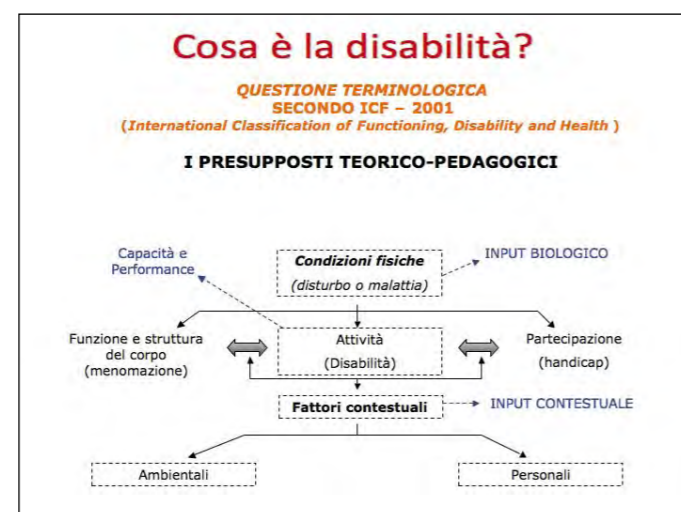 Cosa è la disabilità?
QUESTIONE TERMINOLOGICA
SECONDO ICF – 2001
(International Classification of Functioning, Disability and Health )
I PRESUPPOSTI TEORICO-PEDAGOGICI
Capacità e
Performance
Condizioni fisiche
(disturbo o malattia)
INPUT BIOLOGICO
Funzione e struttura
del corpo
(menomazione)
Attività
(Disabilità)
Partecipazione
(handicap)
Fattori contestuali
INPUT CONTESTUALE
Ambientali
Personali